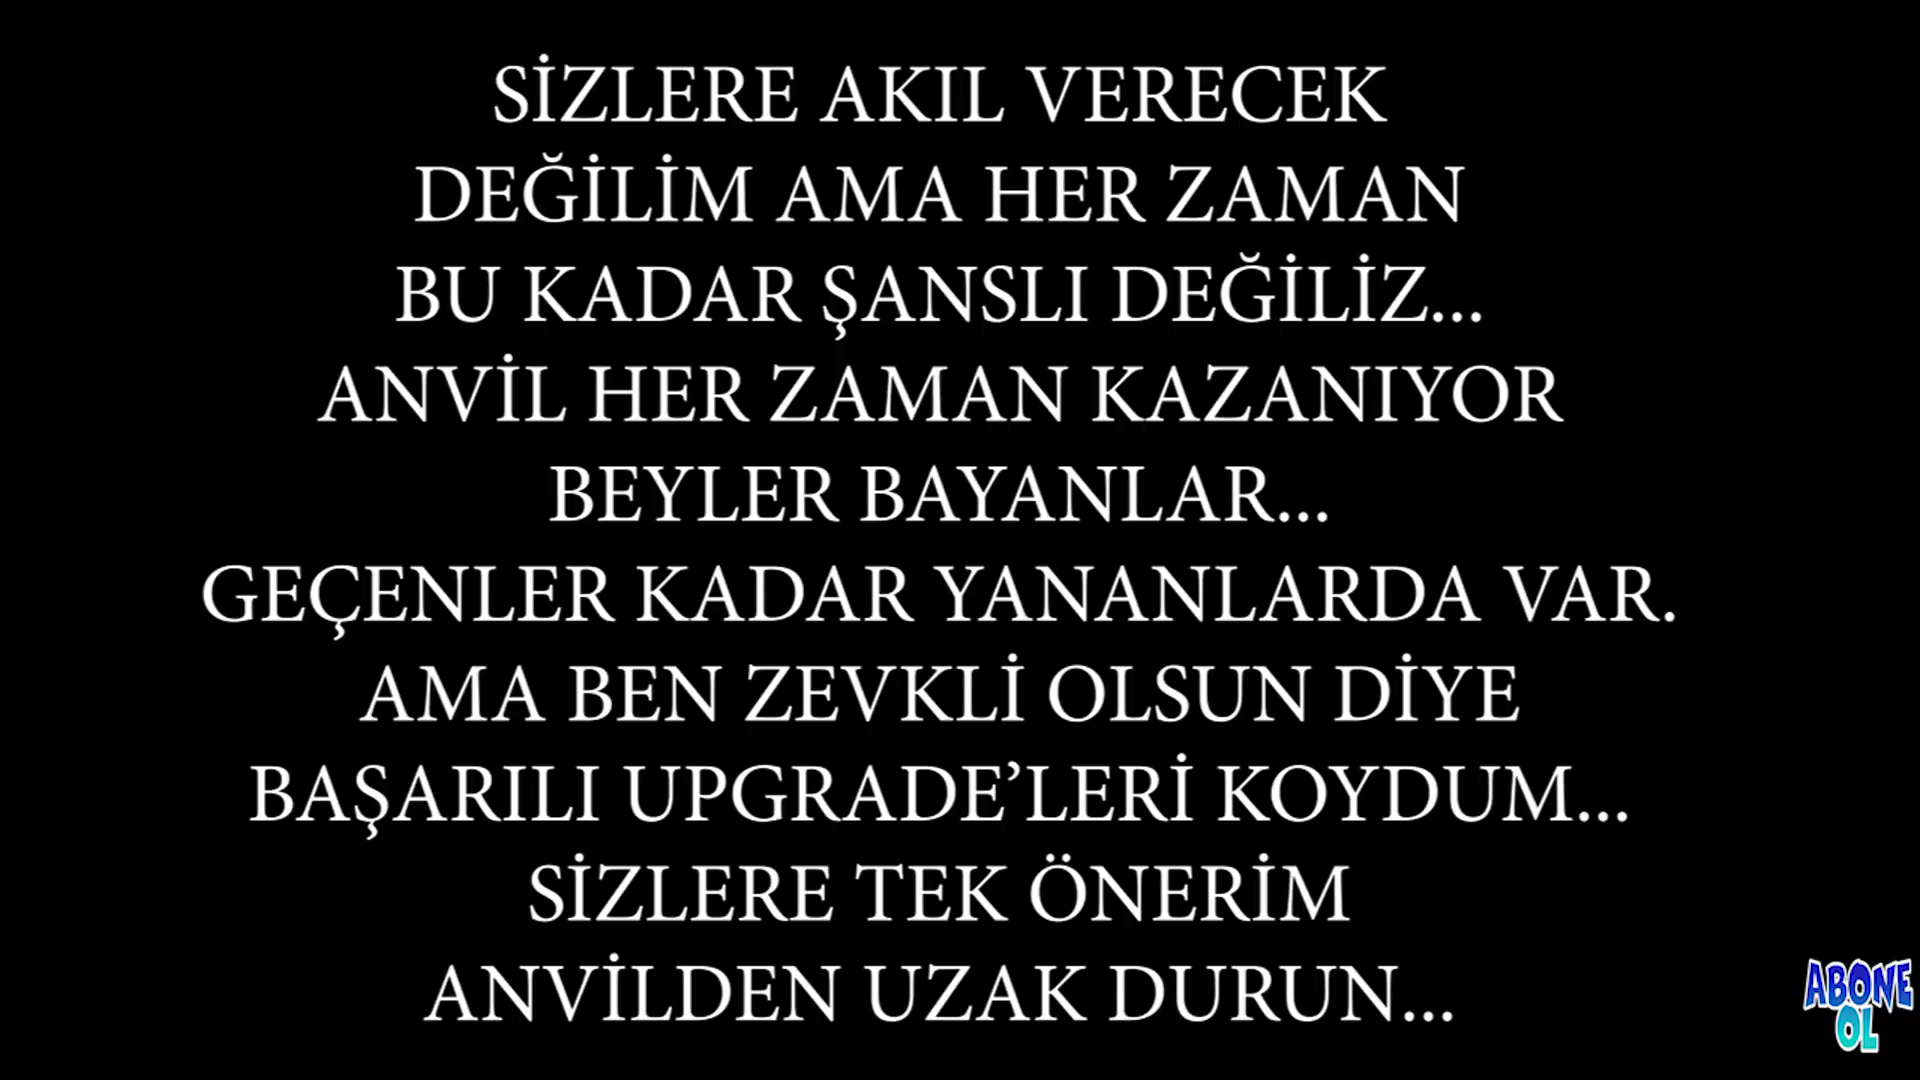 SİZLERE AKIL VERECEK
DEĞİLİM AMA HER ZAMAN
BU KADAR ŞANSLI DEĞİLİZ...
ANVİL HER ZAMAN KAZANIYOR
BEYLER BAYANLAR...
GEÇENLER KADAR YANANLARDA VAR.
AMA BEN ZEVKLİ OLSUN DİYE
BAŞARILI UPGRADE’LERİ KOYDUM...
SİZLERE TEK ÖNERİM
ANVİLDEN UZAK DURUN...
ABONE
OL